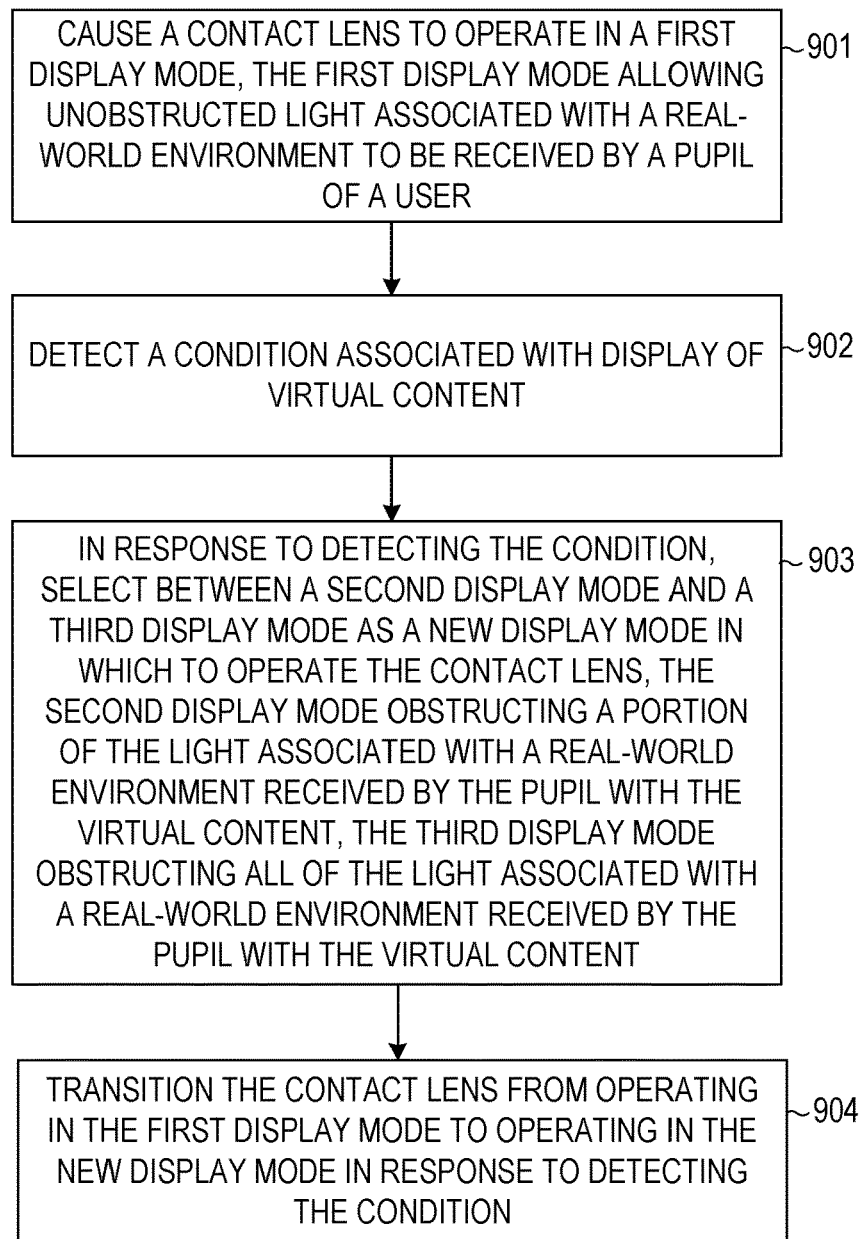 CAUSE A CONTACT LENS TO OPERATE IN A FIRST
DISPLAY MODE, THE FIRST DISPLAY MODE ALLOWING
UNOBSTRUCTED LIGHT ASSOCIATED WITH A REAL-
WORLD ENVIRONMENT TO BE RECEIVED BY A PUPIL
OF A USER
901
DETECT A CONDITION ASSOCIATED WITH DISPLAY OF
VIRTUAL CONTENT
902
IN RESPONSE TO DETECTING THE CONDITION,
SELECT BETWEEN A SECOND DISPLAY MODE AND A
THIRD DISPLAY MODE AS A NEW DISPLAY MODE IN
WHICH TO OPERATE THE CONTACT LENS, THE
SECOND DISPLAY MODE OBSTRUCTING A PORTION
OF THE LIGHT ASSOCIATED WITH A REAL-WORLD
ENVIRONMENT RECEIVED BY THE PUPIL WITH THE
VIRTUAL CONTENT, THE THIRD DISPLAY MODE
OBSTRUCTING ALL OF THE LIGHT ASSOCIATED WITH
A REAL-WORLD ENVIRONMENT RECEIVED BY THE
PUPIL WITH THE VIRTUAL CONTENT
903
TRANSITION THE CONTACT LENS FROM OPERATING
IN THE FIRST DISPLAY MODE TO OPERATING IN THE
NEW DISPLAY MODE IN RESPONSE TO DETECTING
THE CONDITION
904